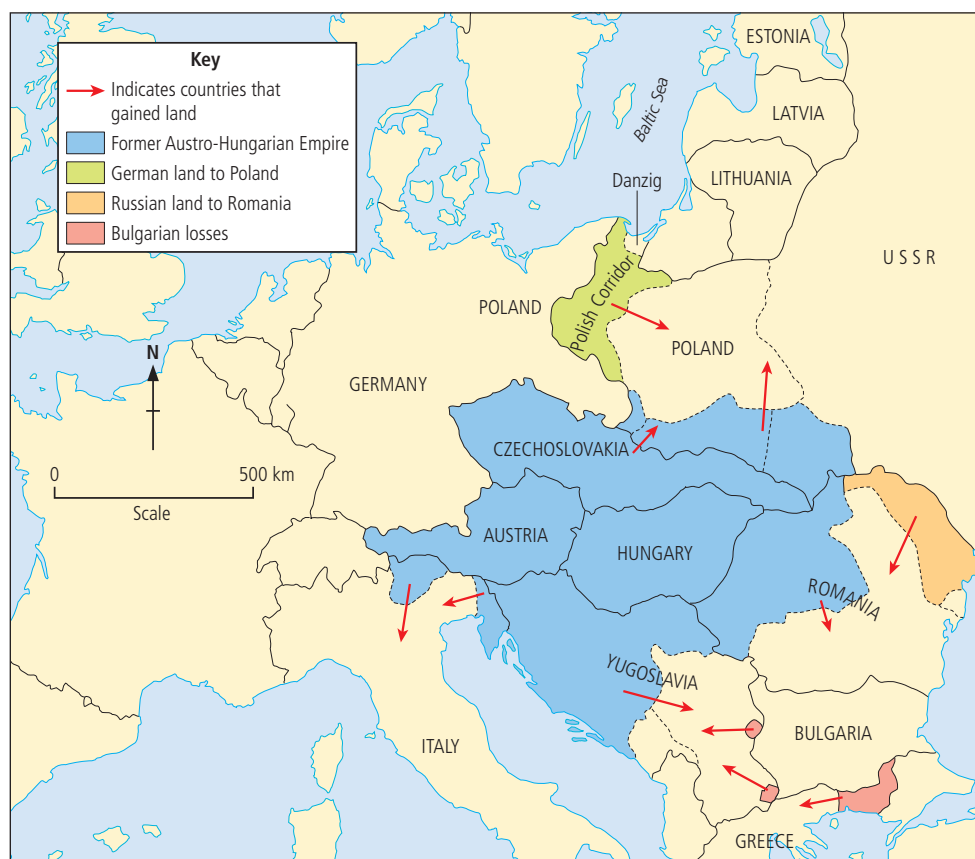 Key
Indicates countries that
gained land
Former Austro-Hungarian Empire
German land to Poland
Russian land to Romania
Bulgarian losses
ESTONIA
LATVIA
Baltic Sea
LITHUANIA
Danzig
USSR
POLAND
Polish Corridor
POLAND
N
GERMANY
CZECHOSLOVAKIA
0
500 km
Scale
AUSTRIA
HUNGARY
ROMANIA
YUGOSLAVIA
ITALY
BULGARIA
GREECE